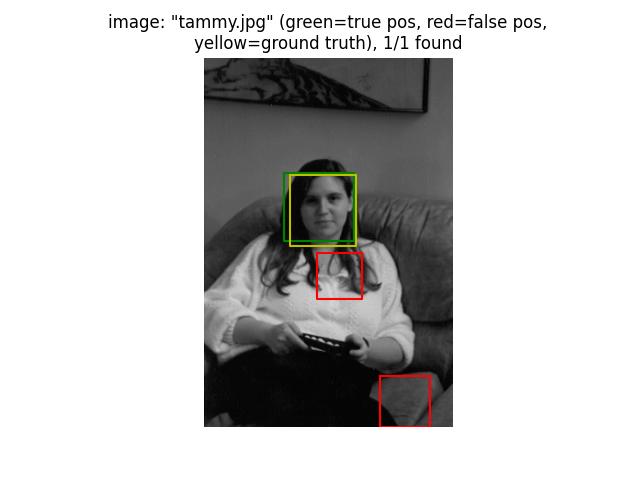 image: "tammy.jpg" (green=true pos, red=false pos,
yellow=ground truth), 1/1 found